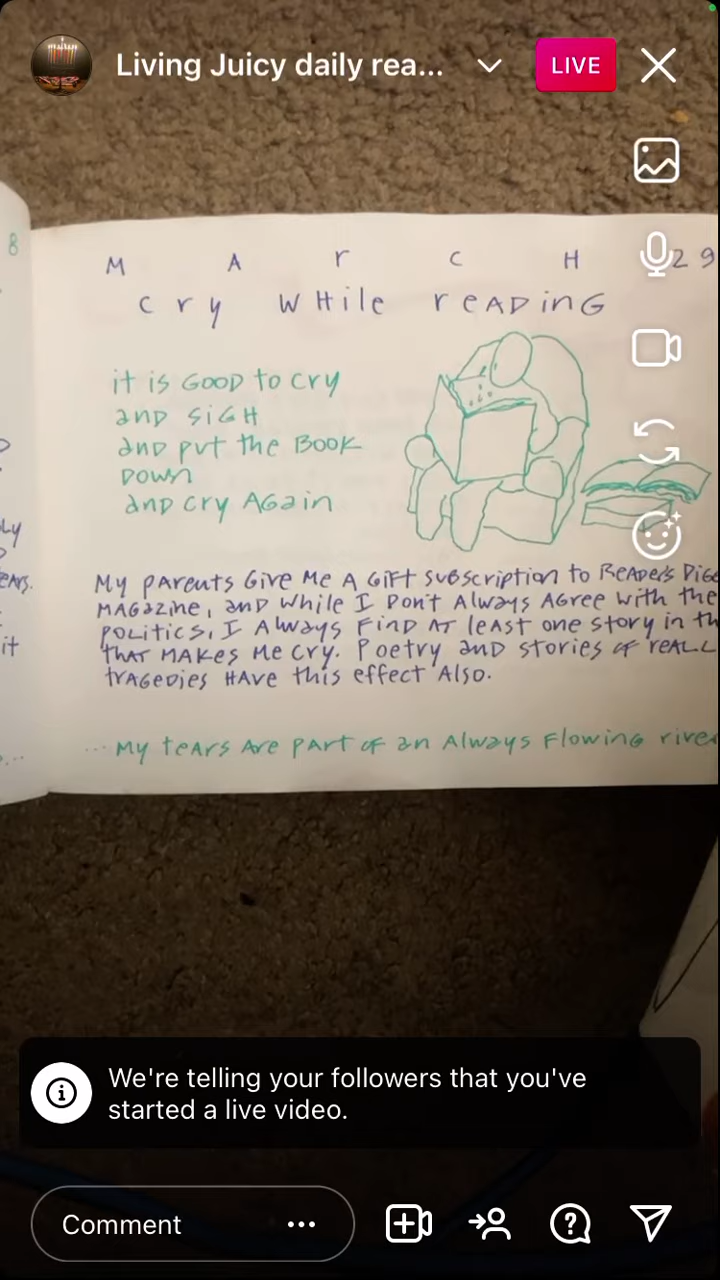 Living Juicy daily rea...
LIVE
8
MArCH 29
cry WHile reADinG
it is GOOD to cry
and SiGH
and put the BOOK
DOWn
and cry AGain
My pArents Give Me A GiFt suBscription to ReADers DiGe
MAGazine, and WHile I Don't AlwAys AGree with the
politics, I AlwAys FinD AT leAst one story in th
tHAT MAKes Me Cry. Poetry and stories oF reALL
trAGeDies HAve this effect Also.
... My teArs Are pArt oF an AlwAys Flowing rive
it
We're telling your followers that you've
started a live video.
Comment